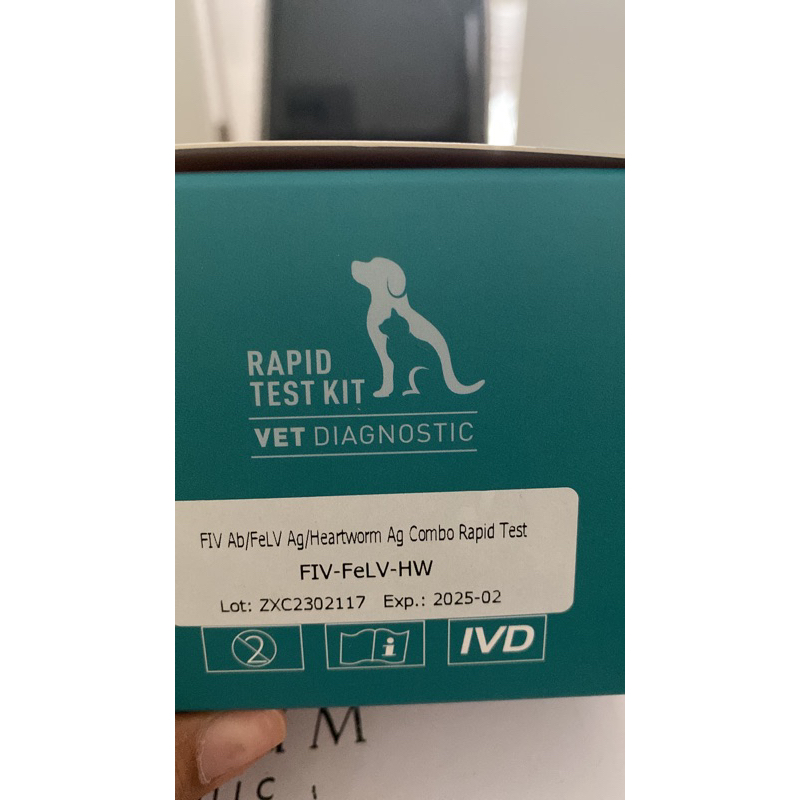 RAPID
TEST KIT
VET DIAGNOSTIC
FIV Ab/FeLV Ag/Heartworm Ag Combo Rapid Test
FIV-FeLV-HW
Lot: ZXC2302117 Exp.: 2025-02
2 i IVD
M